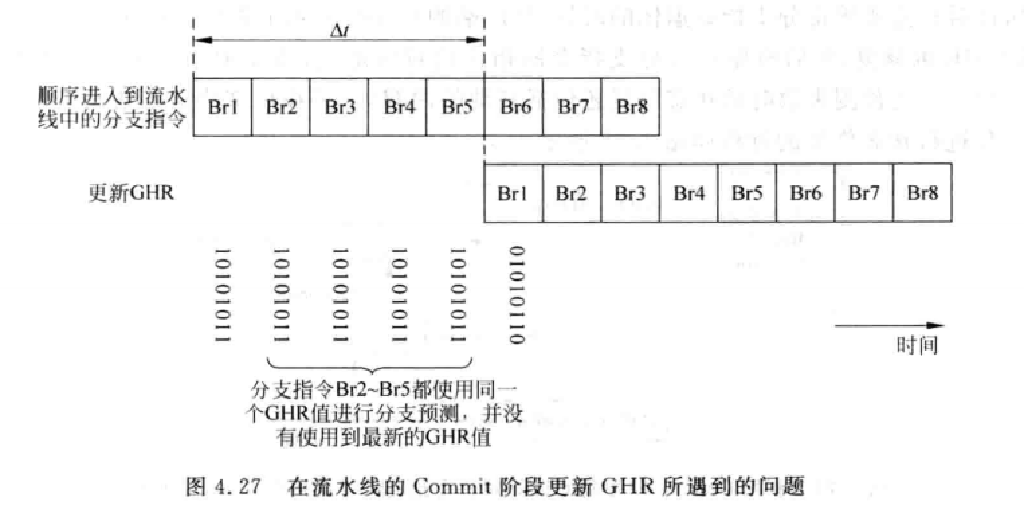 Δt
顺序进入到流水
线中的分支指令
Br1 Br2 Br3 Br4 Br5 Br6 Br7 Br8
更新GHR
Br1 Br2 Br3 Br4 Br5 Br6 Br7 Br8
10101011
10101011
10101011
10101011
10101011
01010110
时间
分支指令Br2~Br5都使用同一
个GHR值进行分支预测，并没
有使用到最新的GHR值
图 4.27 在流水线的 Commit 阶段更新 GHR 所遇到的问题